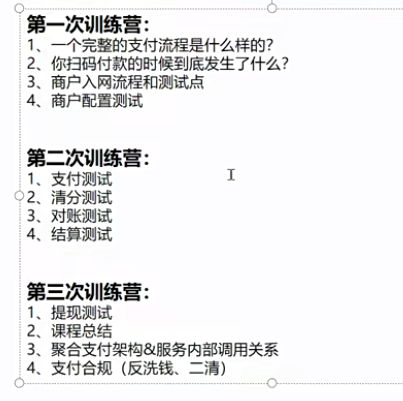 第一次训练营：
1、一个完整的支付流程是什么样的？
2、你扫码付款的时候到底发生了什么？
3、商户入网流程和测试点
4、商户配置测试
第二次训练营：
1、支付测试
2、清分测试
3、对账测试
4、结算测试
第三次训练营：
1、提现测试
2、课程总结
3、聚合支付架构&服务内部调用关系
4、支付合规（反洗钱、二清）